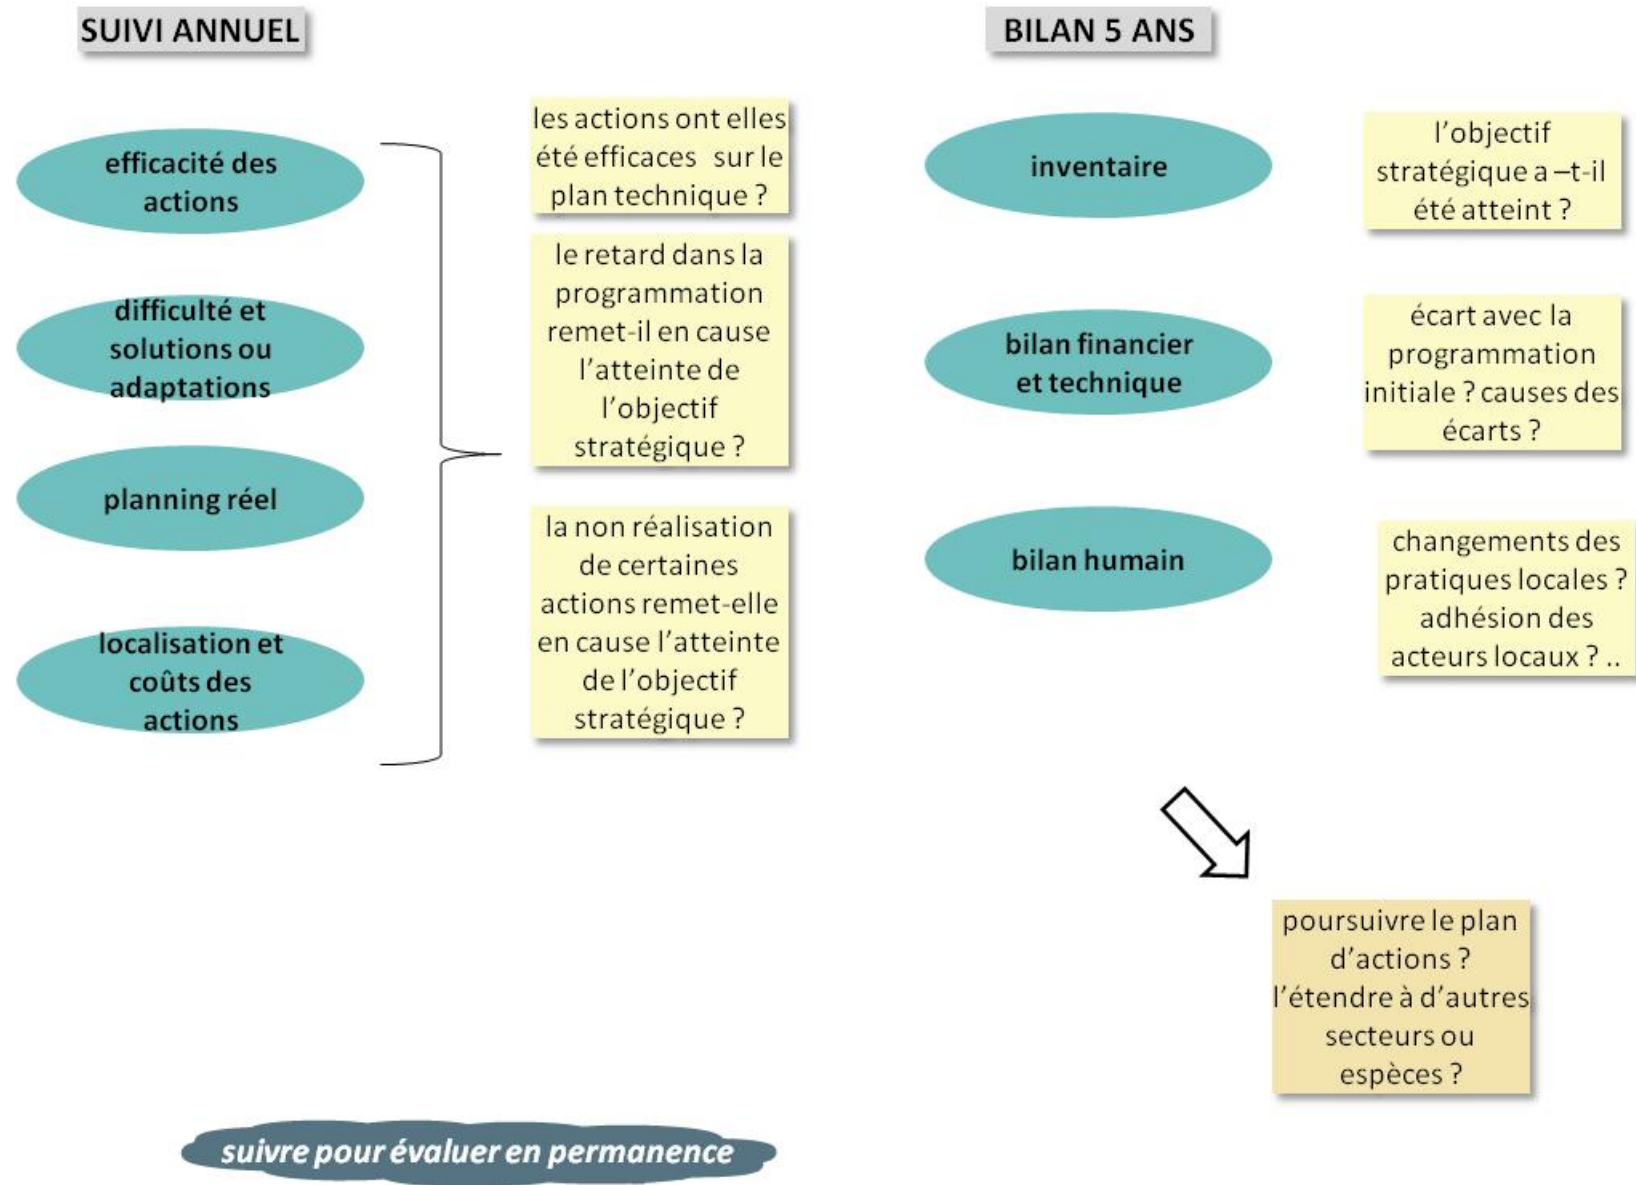 SUIVI ANNUEL
efficacité des
actions
difficulté et
solutions ou
adaptations
planning réel
localisation et
coûts des
actions
les actions ont elles
été efficaces sur le
plan technique ?
le retard dans la
programmation
remet-il en cause
l’atteinte de
l’objectif
stratégique ?
la non réalisation
de certaines
actions remet-elle
en cause l’atteinte
de l’objectif
stratégique ?
BILAN 5 ANS
inventaire
l’objectif
stratégique a –t-il
été atteint ?
bilan financier
et technique
écart avec la
programmation
initiale ? causes des
écarts ?
bilan humain
changements des
pratiques locales ?
adhésion des
acteurs locaux ? ..
poursuivre le plan
d’actions ?
l’étendre à d’autres
secteurs ou
espèces ?
suivre pour évaluer en permanence